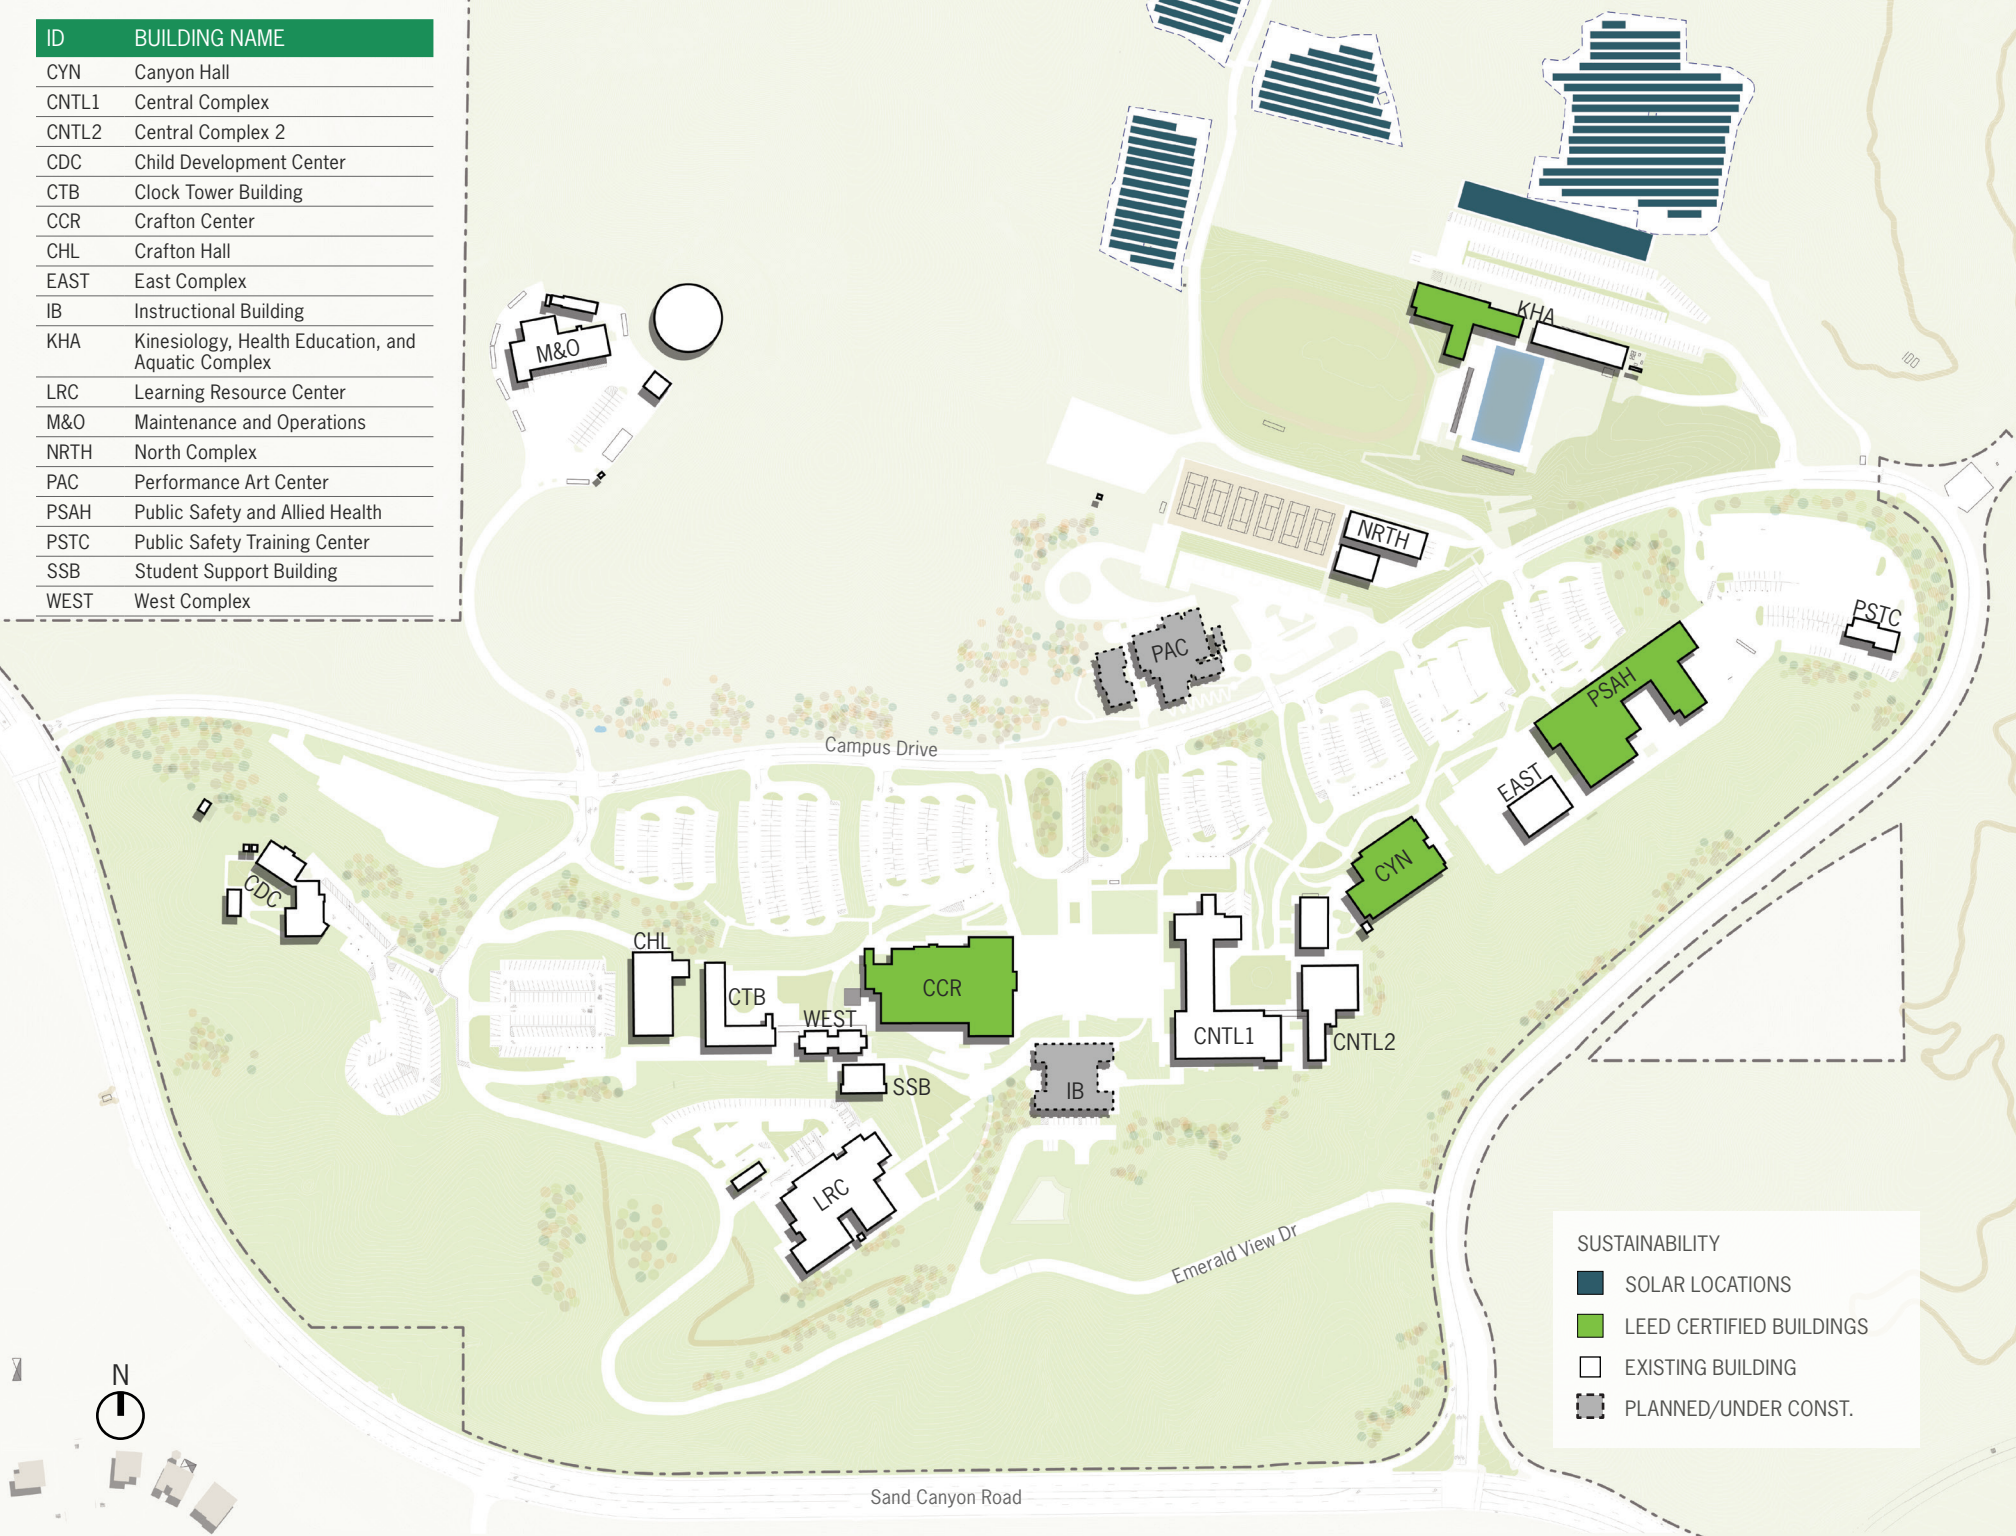 ID BUILDING NAME
CYN Canyon Hall
CNTL1 Central Complex
CNTL2 Central Complex 2
CDC Child Development Center
CTB Clock Tower Building
CCR Crafton Center
CHL Crafton Hall
EAST East Complex
IB Instructional Building
KHA Kinesiology, Health Education, and
Aquatic Complex
LRC Learning Resource Center
M&O Maintenance and Operations
NRTH North Complex
PAC Performance Art Center
PSAH Public Safety and Allied Health
PSTC Public Safety Training Center
SSB Student Support Building
WEST West Complex
KHA
M&O
100
NRTH
PSTC
PAC
PSAH
Campus Drive
EAST
CYN
CDC
CHL
CCR
CTB
WEST
CNTL1
CNTL2
SSB
IB
LRC
Emerald View Dr
SUSTAINABILITY
SOLAR LOCATIONS
LEED CERTIFIED BUILDINGS
EXISTING BUILDING
PLANNED/UNDER CONST.
N
Sand Canyon Road